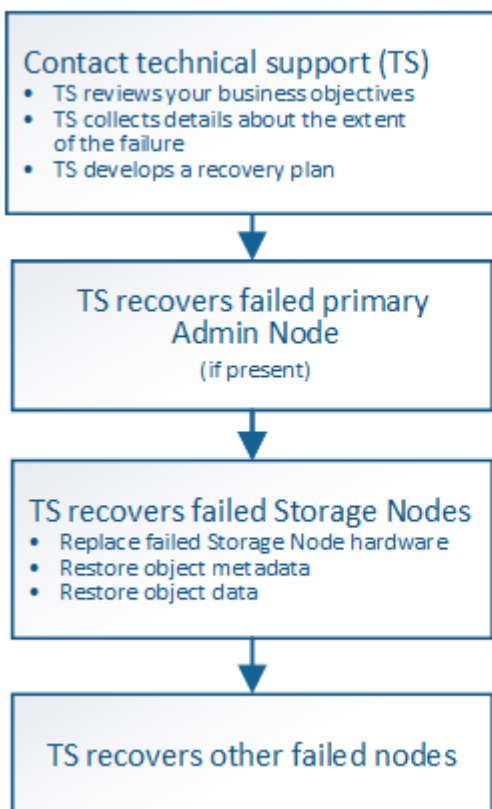 Contact technical support (TS)
• TS reviews your business objectives
• TS collects details about the extent
of the failure
• TS develops a recovery plan
TS recovers failed primary
Admin Node
(if present)
TS recovers failed Storage Nodes
• Replace failed Storage Node hardware
• Restore object metadata
• Restore object data
TS recovers other failed nodes